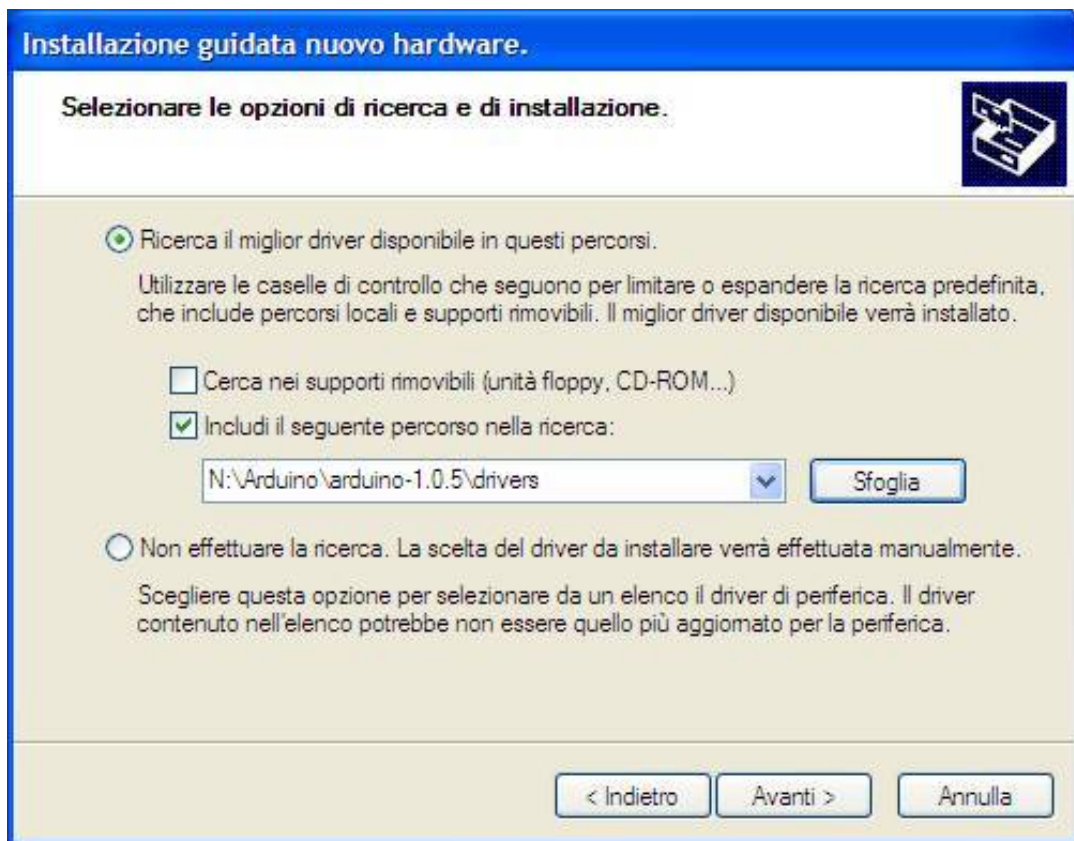 Installazione guidata nuovo hardware.
Selezionare le opzioni di ricerca e di installazione.
Ricerca il miglior driver disponibile in questi percorsi.
Utilizzare le caselle di controllo che seguono per limitare o espandere la ricerca predefinita,
che include percorsi locali e supporti rimovibili. Il miglior driver disponibile verrà installato.
Cerca nei supporti rimovibili (unità floppy, CD-ROM...)
Includi il seguente percorso nella ricerca:
N:\Arduino\arduino-1.0.5\drivers
Sfoglia
Non effettuare la ricerca. La scelta del driver da installare verrà effettuata manualmente.
Scegliere questa opzione per selezionare da un elenco il driver di periferica. Il driver
contenuto nell'elenco potrebbe non essere quello più aggiornato per la periferica.
< Indietro
Avanti >
Annulla